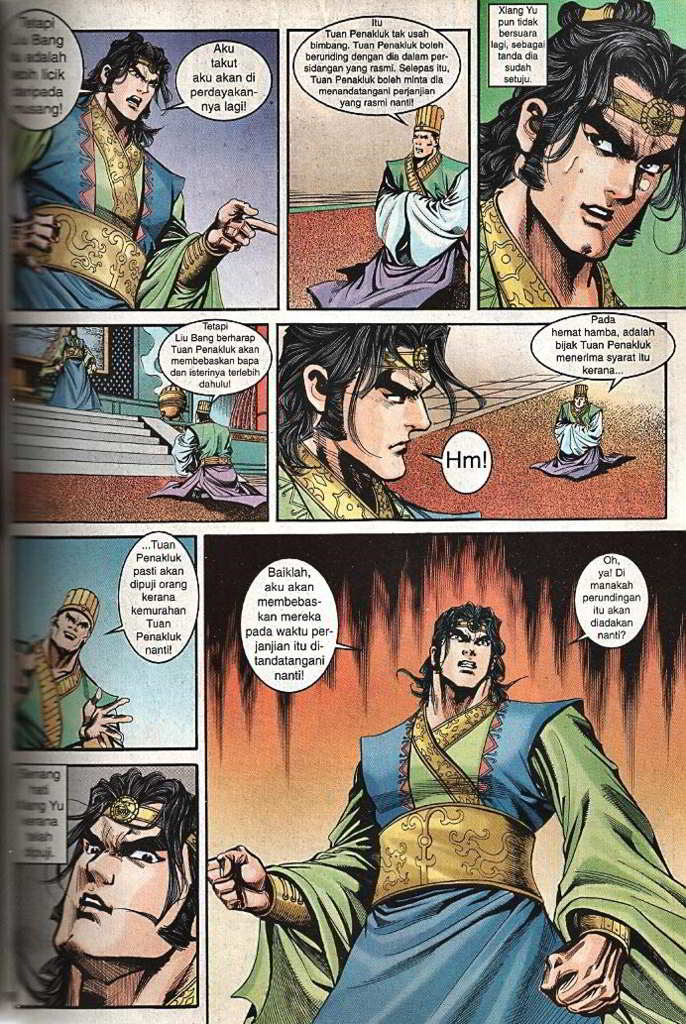 Tetapi
Liu Bang
itu adalah
lebih licik
daripada
musang!
Aku
takut
aku akan di
perdayakan-
nya lagi!
Itu
Tuan Penakluk tak usah
bimbang. Tuan Penakluk boleh
berunding dengan dia dalam per-
sidangan yang rasmi. Selepas itu,
Tuan Penakluk boleh minta dia
menandatangani perjanjian
yang rasmi nanti!
Xiang Yu
pun tidak
bersuara
lagi, sebagai
tanda dia
sudah
setuju.
Tetapi
Liu Bang berharap
Tuan Penakluk akan
membebaskan bapa
dan isterinya terlebih
dahulu!
Hm!
Pada
hemat hamba, adalah
bijak Tuan Penakluk
menerima syarat itu
kerana...
...Tuan
Penakluk
pasti akan
dipuji orang
kerana
kemurahan
Tuan
Penakluk
nanti!
Senang
hati
Xiang Yu
kerana
telah
dipuji.
Baiklah,
aku akan
membebas-
kan mereka
pada waktu per-
janjian itu di-
tandatangani
nanti!
Oh,
ya! Di
manakah
perundingan
itu akan
diadakan
nanti?